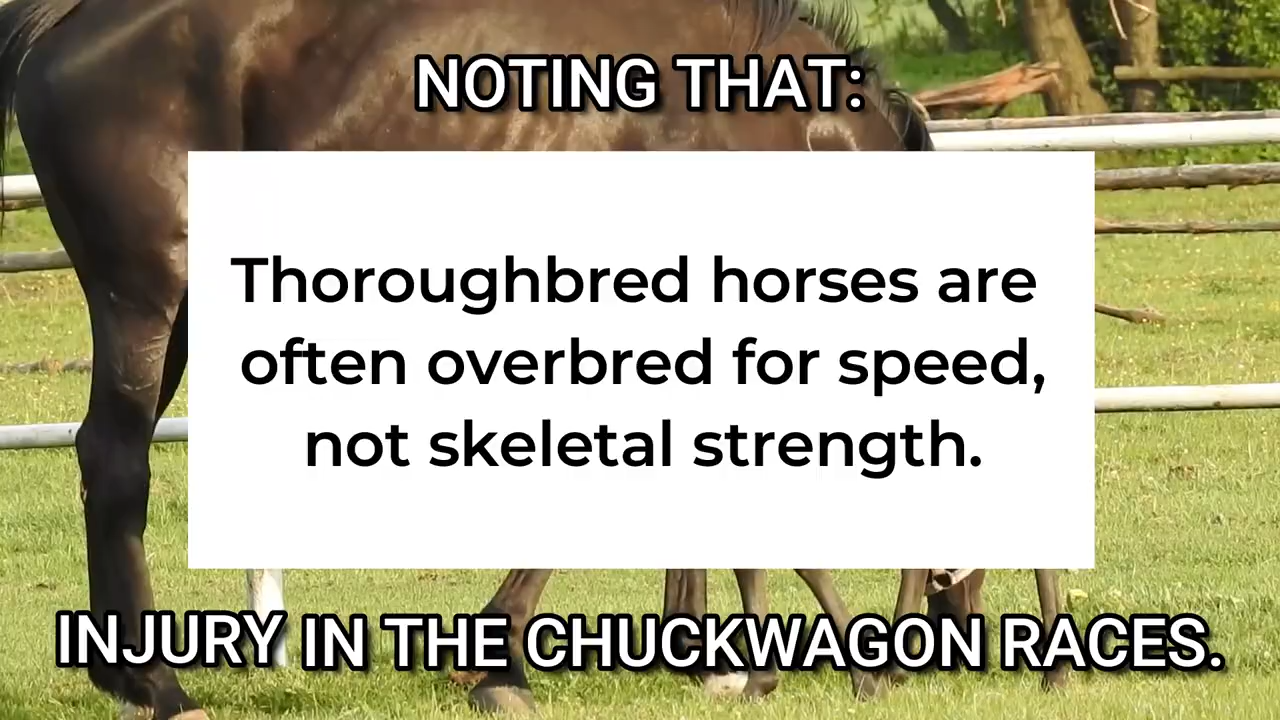 NOTING THAT:
Thoroughbred horses are
often overbred for speed,
not skeletal strength.
INJURY IN THE CHUCKWAGON RACES.